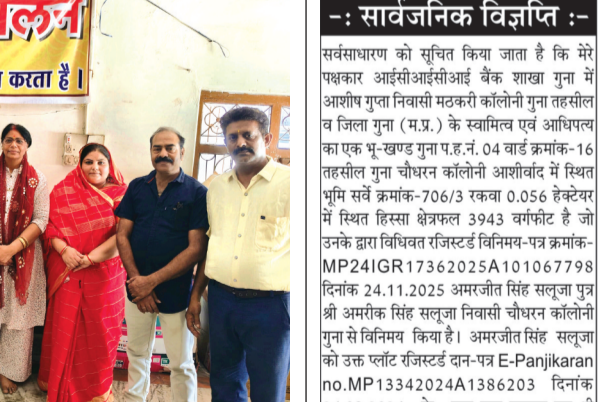 लन
करता है।
-: सार्वजनिक विज्ञप्ति :-
सर्वसाधारण को सूचित किया जाता है कि मेरे
पक्षकार आईसीआईसीआई बैंक शाखा गुना में
आशीष गुप्ता निवासी मठकरी कॉलोनी गुना तहसील
व जिला गुना (म.प्र.) के स्वामित्व एवं आधिपत्य
का एक भू-खण्ड गुना प.ह.नं. 04 वार्ड क्रमांक-16
तहसील गुना चौधरन कॉलोनी आशीर्वाद में स्थित
भूमि सर्वे क्रमांक-706/3 रकवा 0.056 हेक्टेयर
में स्थित हिस्सा क्षेत्रफल 3943 वर्गफीट है जो
उनके द्वारा विधिवत रजिस्टर्ड विनिमय-पत्र क्रमांक-
MP24IGR17362025A101067798
दिनांक 24.11.2025 अमरजीत सिंह सलूजा पुत्र
श्री अमरीक सिंह सलूजा निवासी चौधरन कॉलोनी
गुना से विनिमय किया है। अमरजीत सिंह सलूजा
को उक्त प्लॉट रजिस्टर्ड दान-पत्र E-Panjikaran
no.MP13342024A1386203 दिनांक